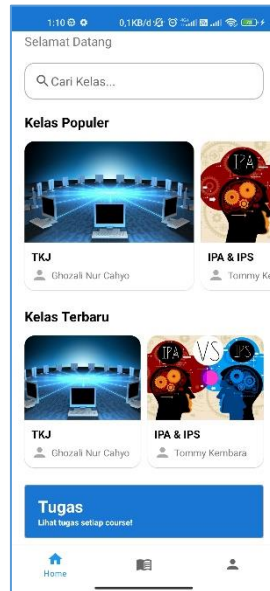 1:10 0,1KB/d
Selamat Datang
Cari Kelas...
Kelas Populer
IPA
TKJ
Ghozali Nur Cahyo
IPA & IPS
Tommy Ke
Kelas Terbaru
IPA VS IPS
TKJ
Ghozali Nur Cahyo
IPA & IPS
Tommy Kembara
Tugas
Lihat tugas setiap course!
Home